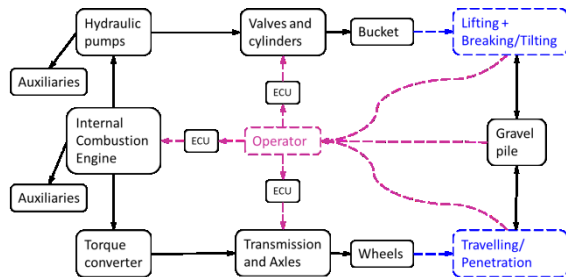 Hydraulic
pumps
Valves and
cylinders
Bucket
Lifting +
Breaking/Tilting
Auxiliaries
ECU
Internal
Combustion
Engine
ECU
Operator
Gravel
pile
Auxiliaries
ECU
Torque
converter
Transmission
and Axles
Wheels
Travelling/
Penetration